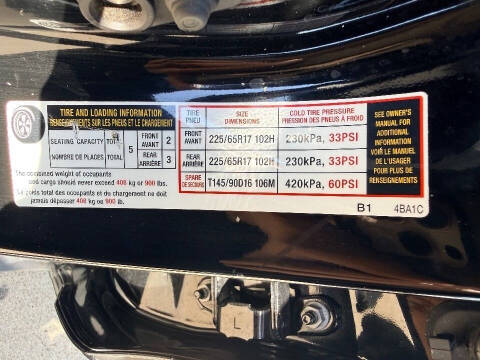 TIRE AND LOADING INFORMATION
RENSEIGNEMENTS SUR LES PNEUS ET LE CHARGEMENT
SEATING CAPACITY TOTAL 5 FRONT AVANT 2
NOMBRE DE PLACES TOTAL REAR ARRIÈRE 3
The combined weight of occupants
and cargo should never exceed 408 kg or 900 lbs.
Le poids total des occupants et du chargement ne doit
jamais dépasser 408 kg or 900 lb.
TIRE PNEU SIZE DIMENSIONS COLD TIRE PRESSURE PRESSION DES PNEUS À FROID
FRONT AVANT 225/65R17 102H 230kPa, 33PSI
REAR ARRIÈRE 225/65R17 102H 230kPa, 33PSI
SPARE DE SECOURS T145/90D16 106M 420kPa, 60PSI
SEE OWNER'S
MANUAL FOR
ADDITIONAL
INFORMATION
VOIR LE MANUEL
DE L'USAGER
POUR PLUS DE
RENSEIGNEMENTS
B1 4BA1C
L